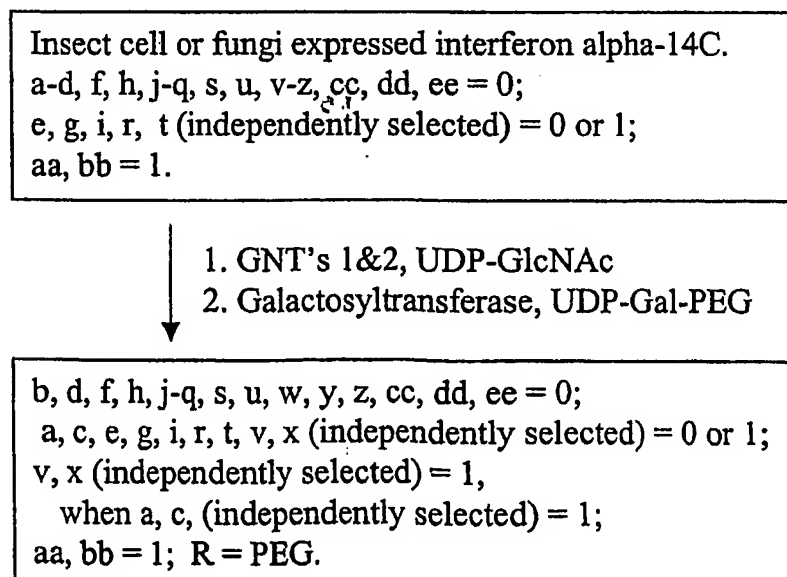 Insect cell or fungi expressed interferon alpha-14C.
a-d, f, h, j-q, s, u, v-z, cc, dd, ee = 0;
e, g, i, r, t (independently selected) = 0 or 1;
aa, bb = 1.
1. GNT's 1&2, UDP-GlcNAc
2. Galactosyltransferase, UDP-Gal-PEG
b, d, f, h, j-q, s, u, w, y, z, cc, dd, ee = 0;
a, c, e, g, i, r, t, v, x (independently selected) = 0 or 1;
v, x (independently selected) = 1,
when a, c, (independently selected) = 1;
aa, bb = 1; R = PEG.